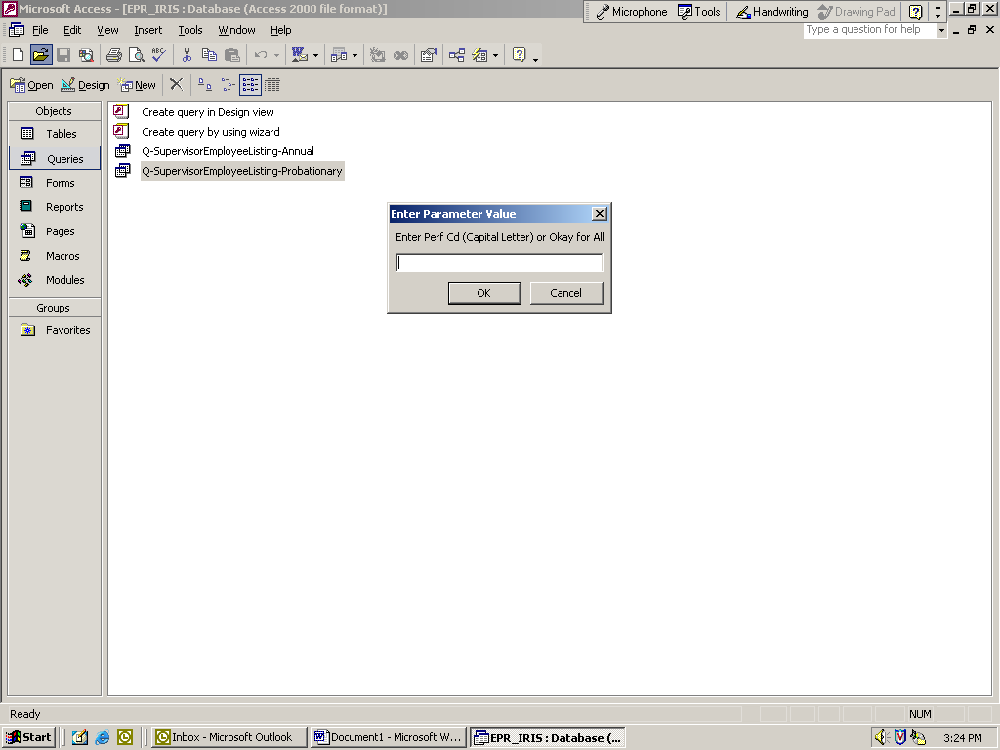 Microsoft Access - [EPR_IRIS : Database (Access 2000 file format)]
Microphone Tools Handwriting Drawing Pad
File Edit View Insert Tools Window Help
Type a question for help
Open Design New
Objects
Tables
Queries
Forms
Reports
Pages
Macros
Modules
Groups
Favorites
Create query in Design view
Create query by using wizard
Q-SupervisorEmployeeListing-Annual
Q-SupervisorEmployeeListing-Probationary
Enter Parameter Value
Enter Perf Cd (Capital Letter) or Okay for All
OK Cancel
Ready
NUM
Start
Inbox - Microsoft Outlook
Document1 - Microsoft W...
EPR_IRIS : Database (...
3:24 PM